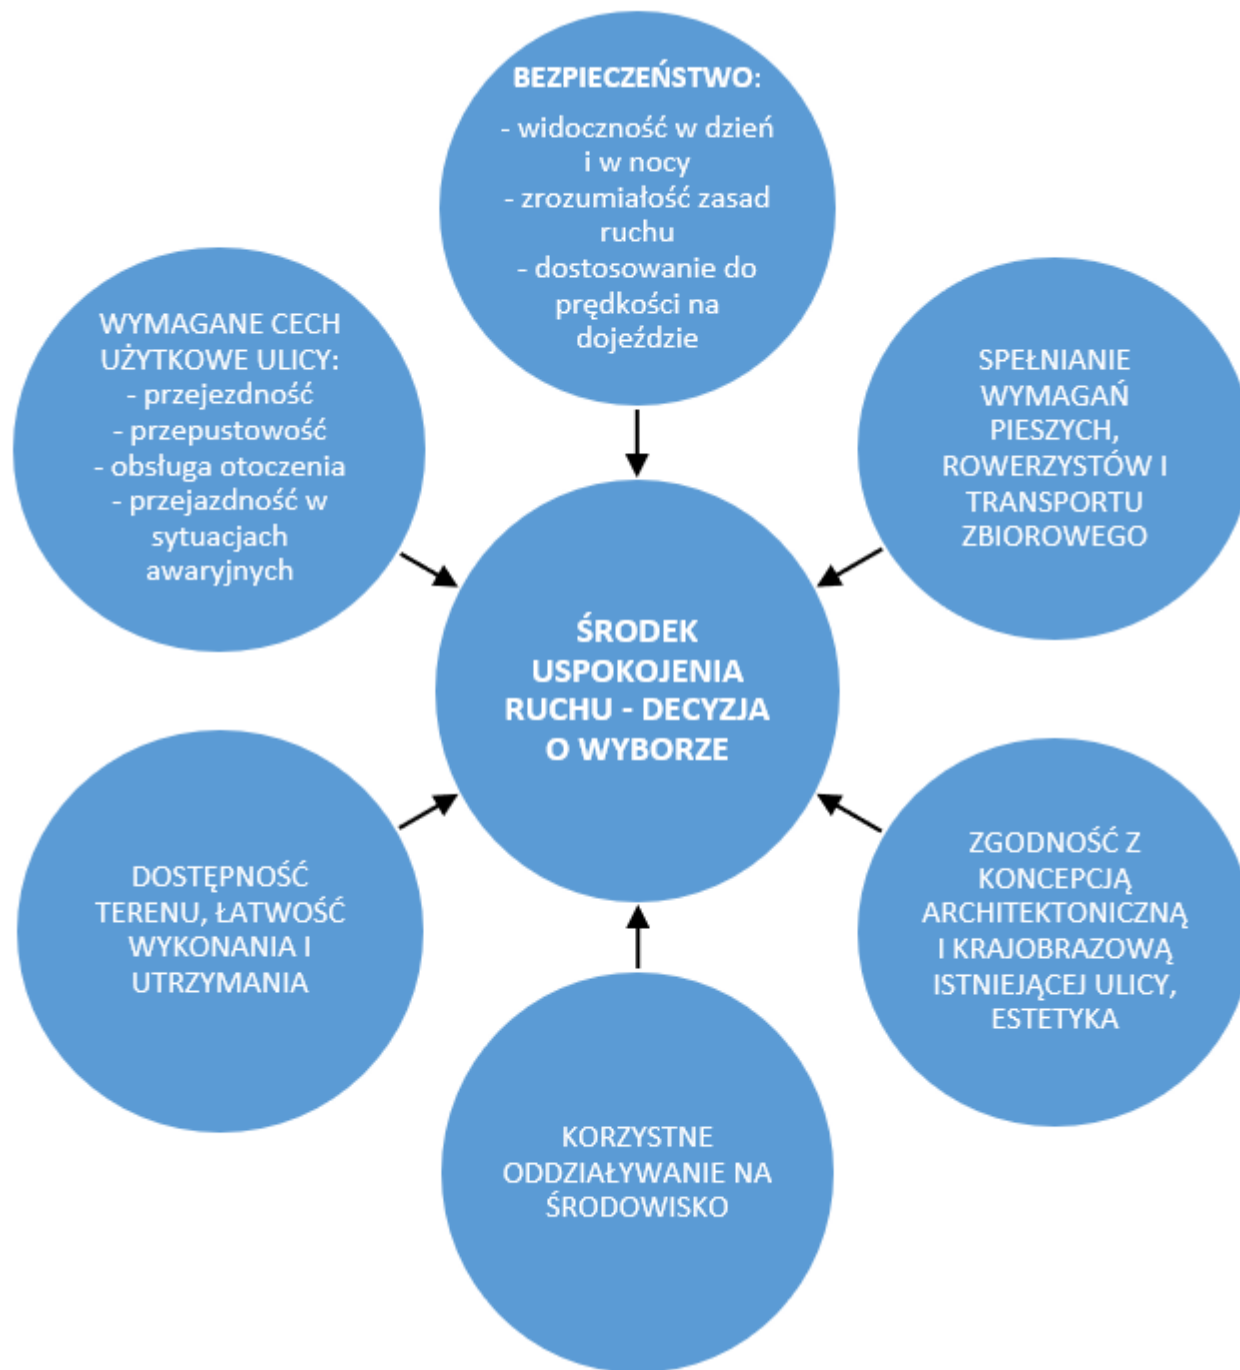 BEZPIECZEŃSTWO:
- widoczność w dzień
i w nocy
- zrozumiałość zasad
ruchu
- dostosowanie do
prędkości na
dojeździe
WYMAGANE CECH
UŻYTKOWE ULICY:
- przejezdność
- przepustowość
- obsługa otoczenia
- przejazdność w
sytuacjach
awaryjnych
SPEŁNIANIE
WYMAGAŃ
PIESZYCH,
ROWERZYSTÓW I
TRANSPORTU
ZBIOROWEGO
ŚRODEK
USPOKOJENIA
RUCHU - DECYZJA
O WYBORZE
DOSTĘPNOŚĆ
TERENU, ŁATWOŚĆ
WYKONANIA I
UTRZYMANIA
ZGODNOŚĆ Z
KONCEPCJĄ
ARCHITEKTONICZNĄ
I KRAJOBRAZOWĄ
ISTNIEJĄCEJ ULICY,
ESTETYKA
KORZYSTNE
ODDZIAŁYWANIE NA
ŚRODOWISKO